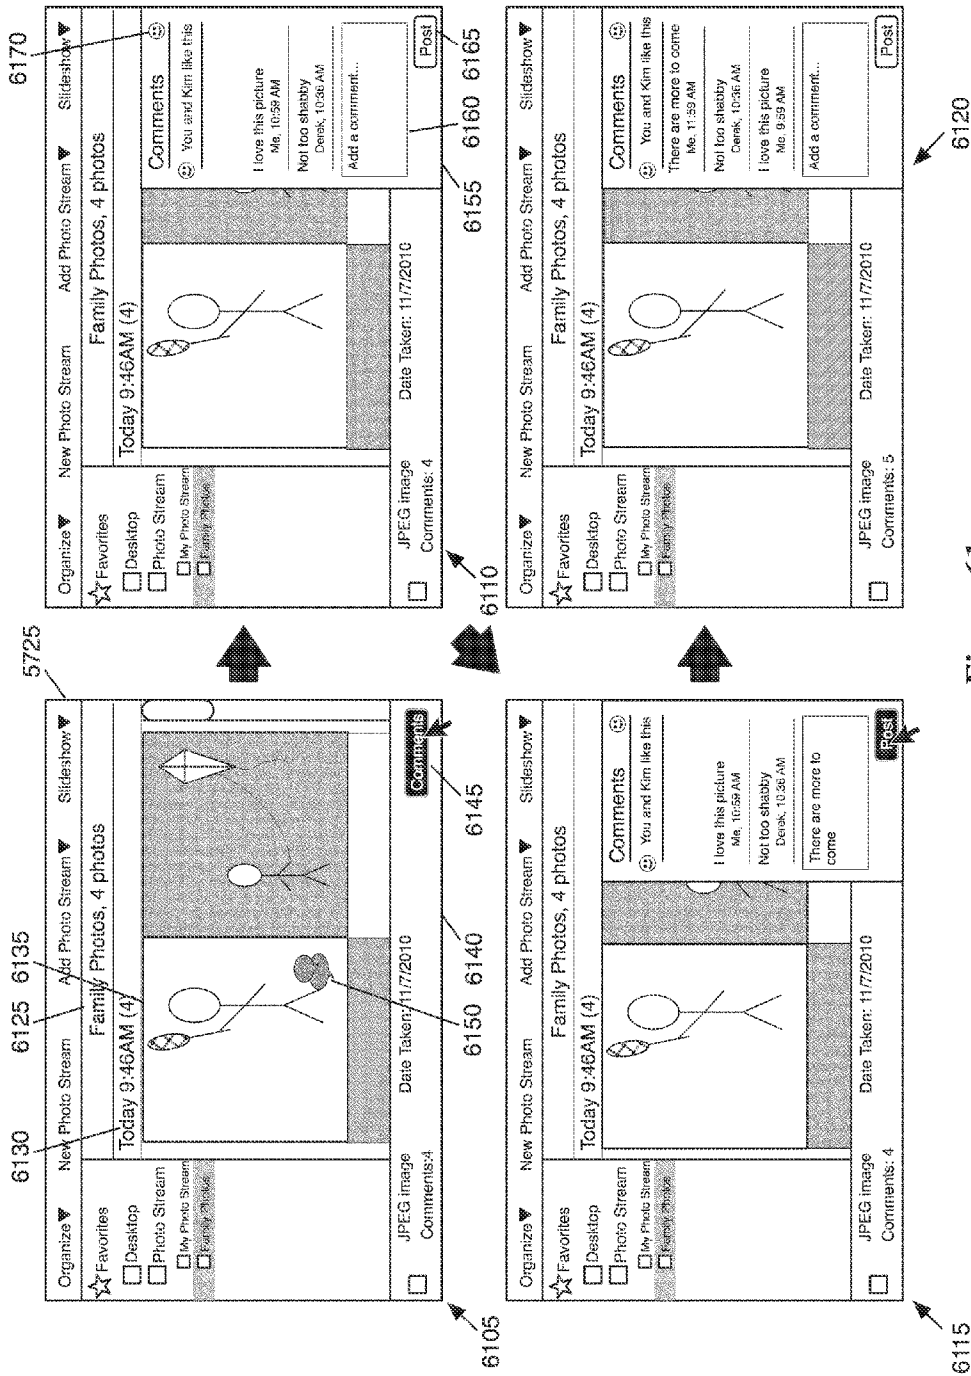 5725
6125
6135
6130
Organize New Photo Stream Add Photo Stream Slideshow
Favorites
Desktop
Photo Stream
My Photo Stream
Family Photos
Family Photos, 4 photos
Today 9:46AM (4)
JPEG image
Comments:4
Date Taken: 11/7/2010
Comments
6105
6150
6140
6145
6170
Organize New Photo Stream Add Photo Stream Slideshow
Favorites
Desktop
Photo Stream
My Photo Stream
Family Photos
Family Photos, 4 photos
Today 9:46AM (4)
Comments
You and Kim like this
I love this picture
Me, 10:59 AM
Not too shabby
Derek, 10:36 AM
Add a comment...
Post
JPEG image
Comments: 4
Date Taken: 11/7/2010
6110
6155
6160
6165
Organize New Photo Stream Add Photo Stream Slideshow
Favorites
Desktop
Photo Stream
My Photo Stream
Family Photos
Family Photos, 4 photos
Today 9:46AM (4)
Comments
You and Kim like this
I love this picture
Me, 10:59 AM
Not too shabby
Derek, 10:36 AM
There are more to
come
Post
JPEG image
Comments: 4
Date Taken: 11/7/2010
6115
Organize New Photo Stream Add Photo Stream Slideshow
Favorites
Desktop
Photo Stream
My Photo Stream
Family Photos
Family Photos, 4 photos
Today 9:46AM (4)
Comments
You and Kim like this
There are more to come
Me, 11:59 AM
Not too shabby
Derek, 10:36 AM
I love this picture
Me, 9:59 AM
Add a comment...
Post
JPEG image
Comments: 5
Date Taken: 11/7/2010
6120